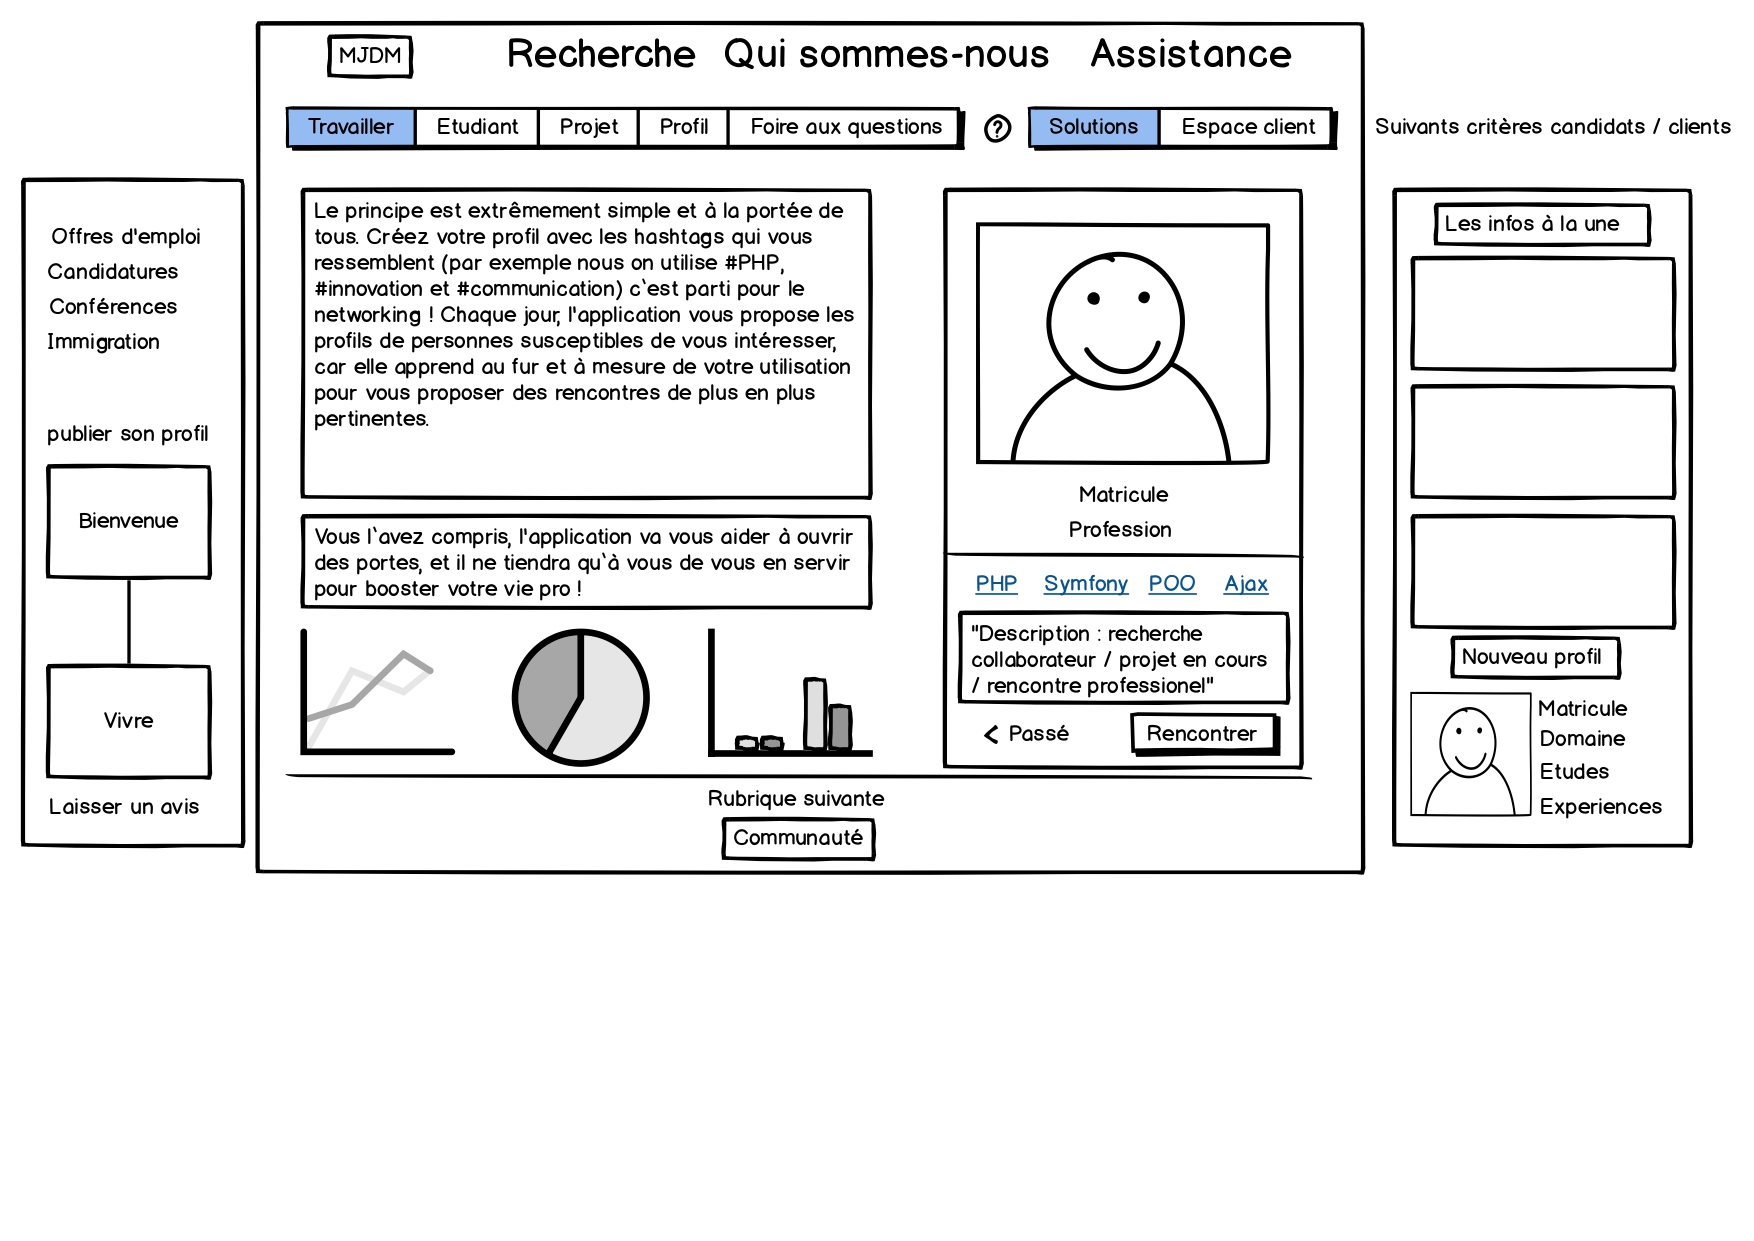 MJDM
Recherche Qui sommes-nous Assistance
Travailler Etudiant Projet Profil Foire aux questions ? Solutions Espace client
Suivants critères candidats / clients
Offres d'emploi
Candidatures
Conférences
Immigration
publier son profil
Bienvenue
Vivre
Laisser un avis
Le principe est extrêmement simple et à la portée de
tous. Créez votre profil avec les hashtags qui vous
ressemblent (par exemple nous on utilise #PHP,
#innovation et #communication) c`est parti pour le
networking ! Chaque jour, l'application vous propose les
profils de personnes susceptibles de vous intéresser,
car elle apprend au fur et à mesure de votre utilisation
pour vous proposer des rencontres de plus en plus
pertinentes.
Vous l`avez compris, l'application va vous aider à ouvrir
des portes, et il ne tiendra qu`à vous de vous en servir
pour booster votre vie pro !
Matricule
Profession
PHP Symfony POO Ajax
"Description : recherche
collaborateur / projet en cours
/ rencontre professionel"
< Passé Rencontrer
Rubrique suivante
Communauté
Les infos à la une
Nouveau profil
Matricule
Domaine
Etudes
Experiences